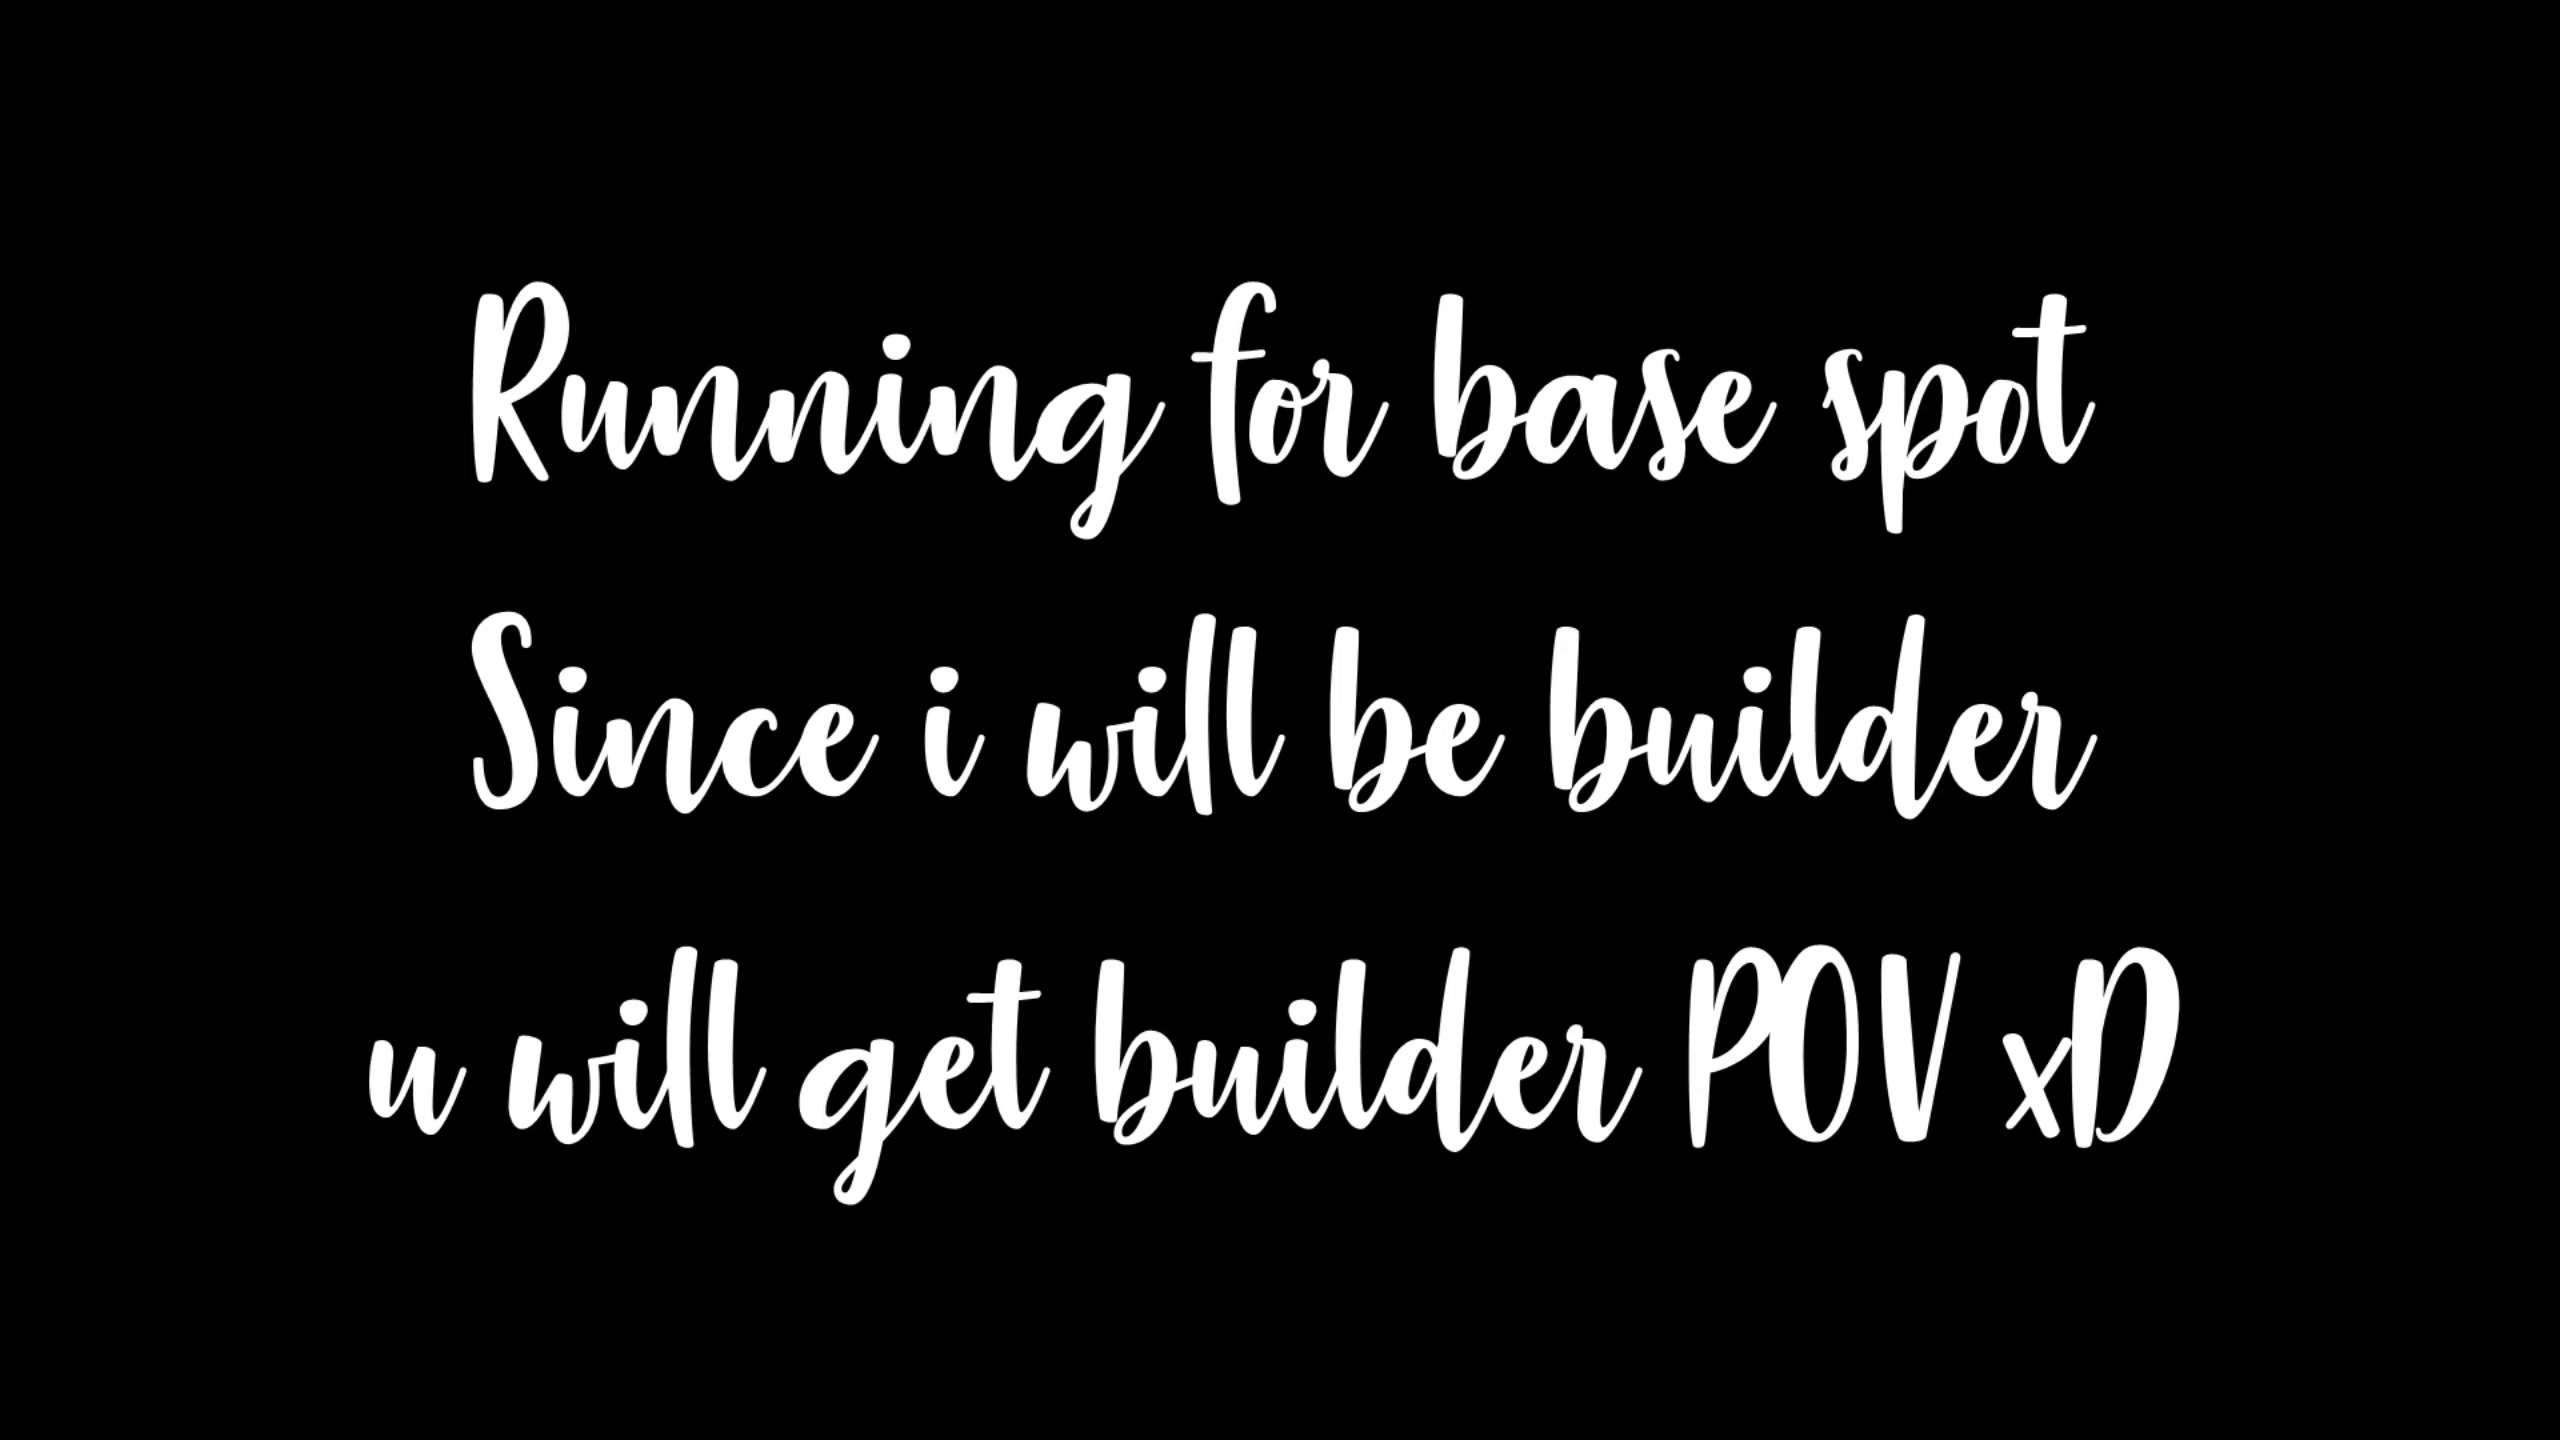 Running for base spot
Since i will be builder
u will get builder POV xD